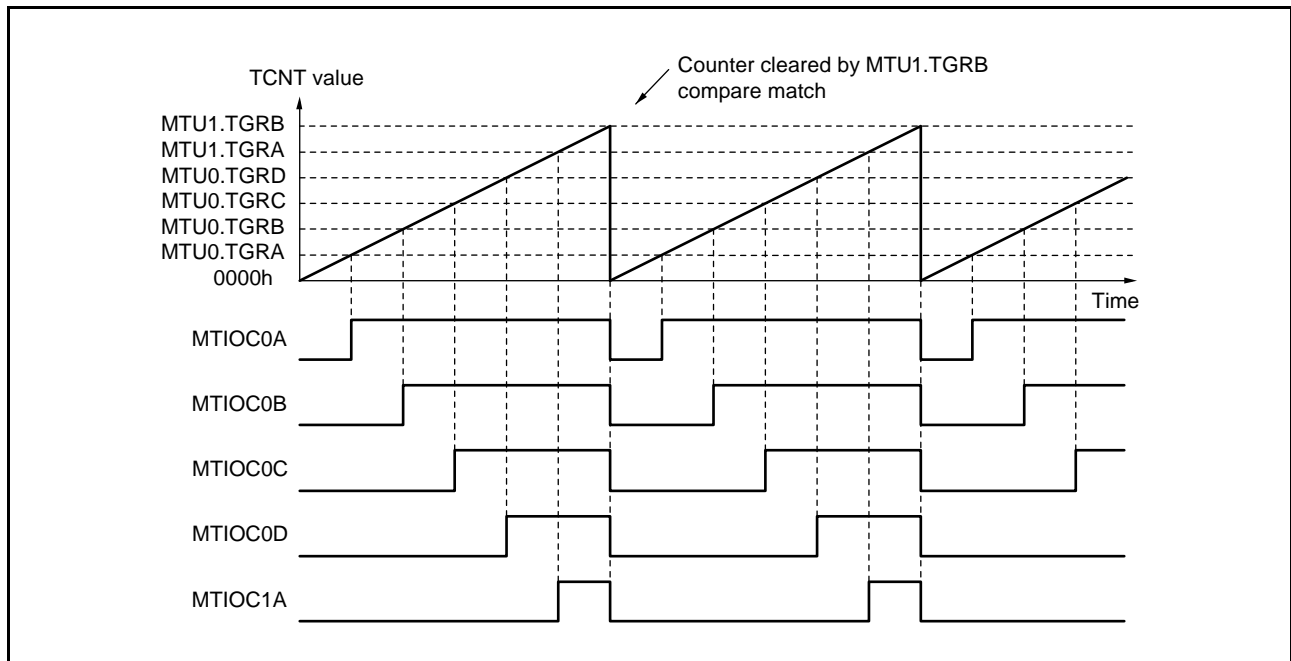 TCNT value
Counter cleared by MTU1.TGRB
compare match
MTU1.TGRB
MTU1.TGRA
MTU0.TGRD
MTU0.TGRC
MTU0.TGRB
MTU0.TGRA
0000h
Time
MTIOC0A
MTIOC0B
MTIOC0C
MTIOC0D
MTIOC1A